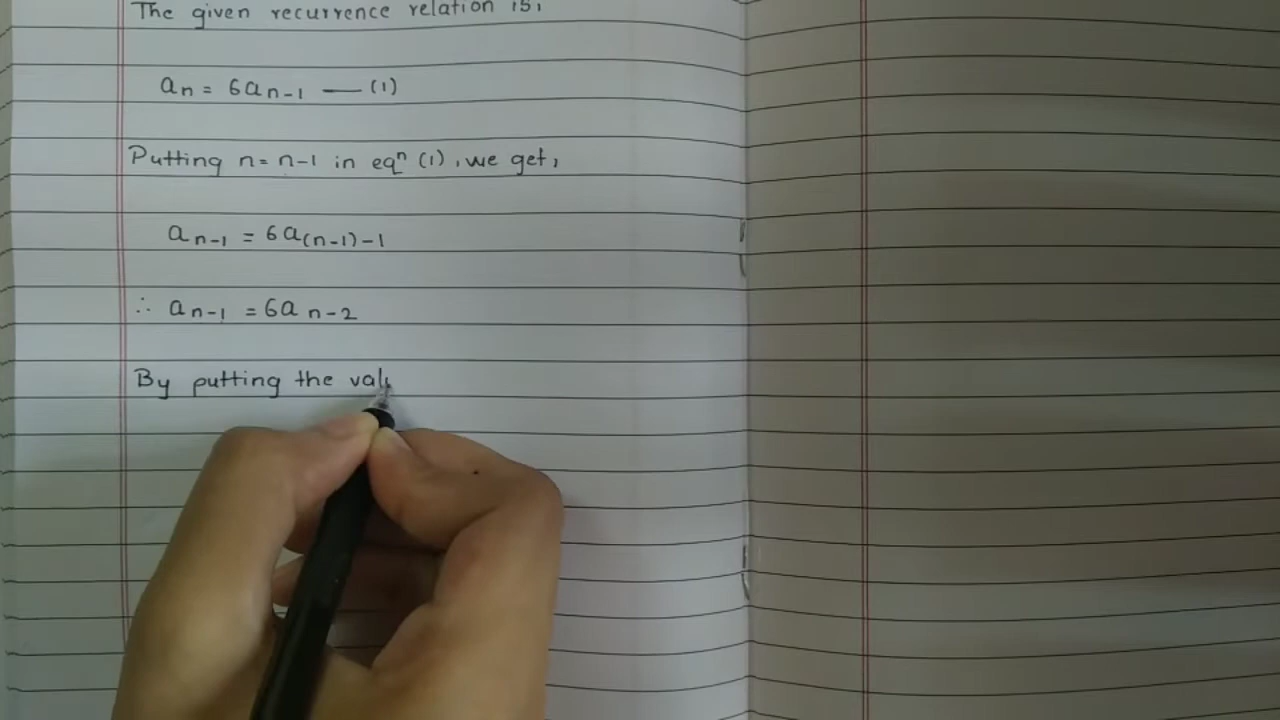 The given recurrence relation is,
an = 6an-1 — (1)
Putting n = n-1 in eqⁿ (1), we get,
an-1 = 6a(n-1)-1
∴ an-1 = 6an-2
By putting the valu